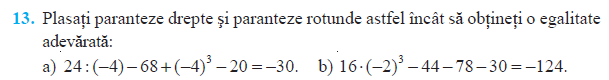 13. Plasați paranteze drepte şi paranteze rotunde astfel încât să obțineți o egalitate
adevărată:
a) 24:(−4)−68+(−4)³−20=−30. b) 16·(−2)³−44−78−30=−124.